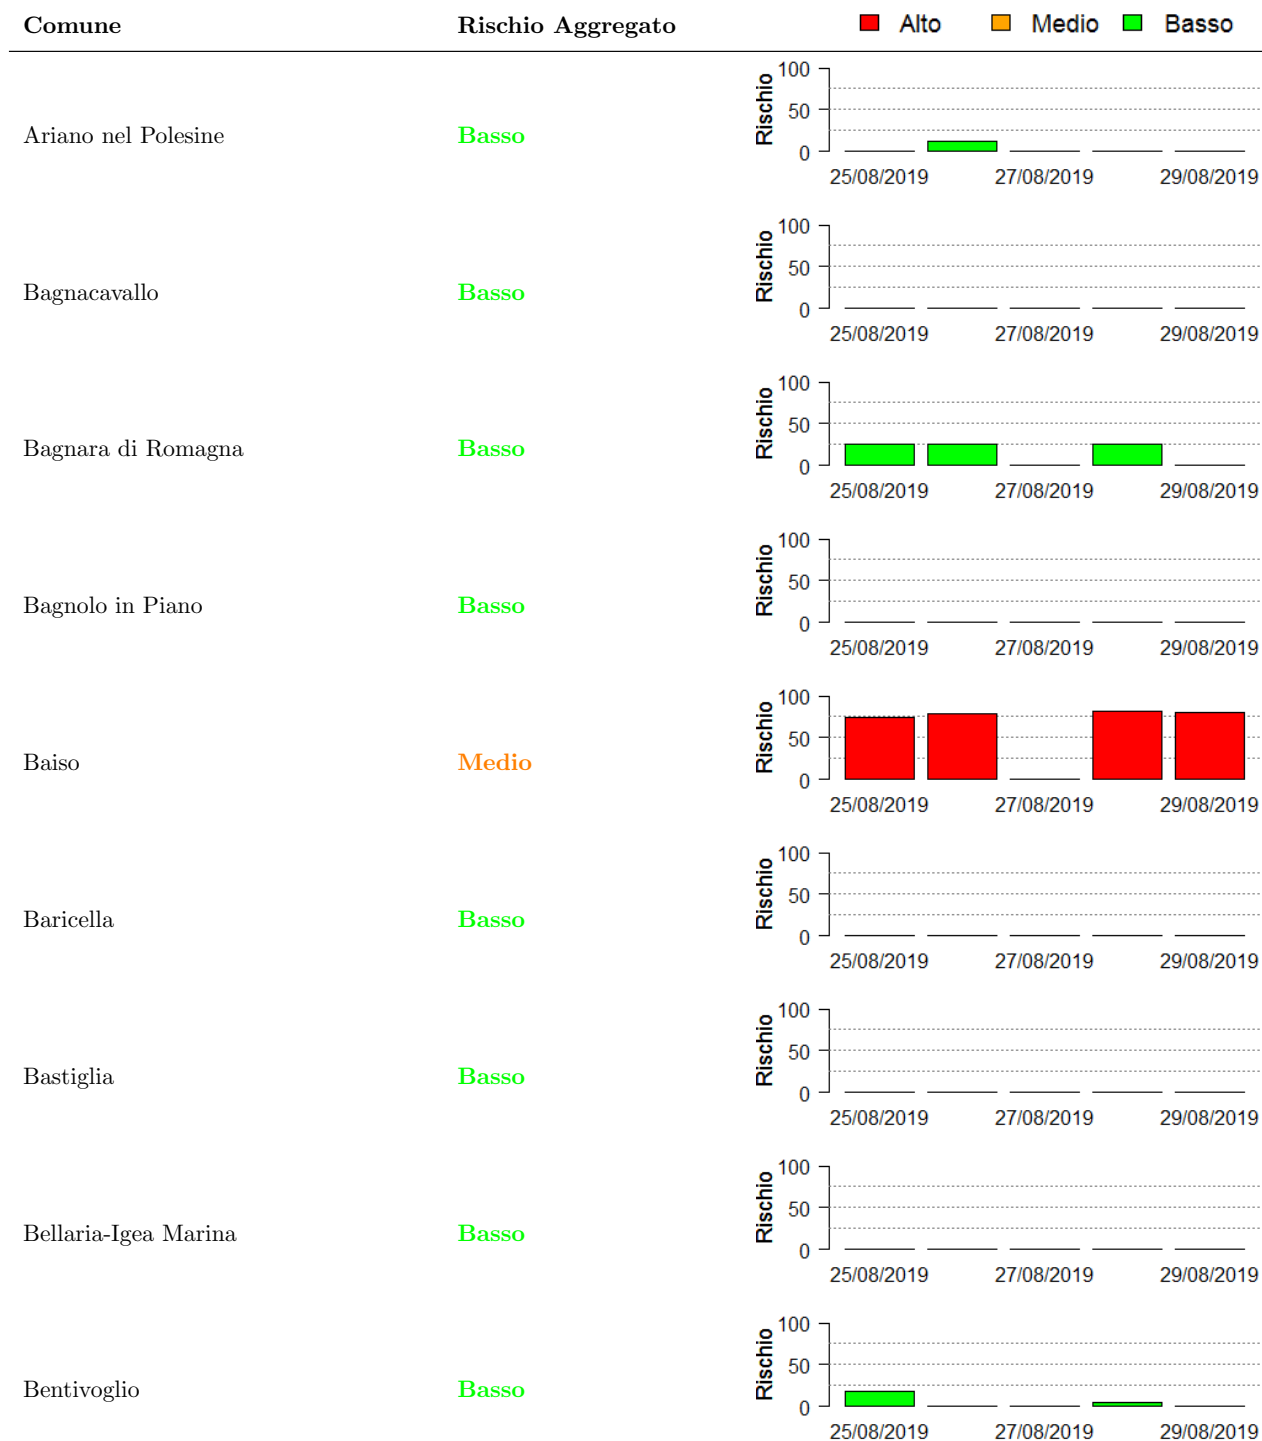 Comune Rischio Aggregato Alto Medio Basso
Ariano nel Polesine Basso Rischio 100 50 0
25/08/2019 27/08/2019 29/08/2019
Bagnacavallo Basso Rischio 100 50 0
25/08/2019 27/08/2019 29/08/2019
Bagnara di Romagna Basso Rischio 100 50 0
25/08/2019 27/08/2019 29/08/2019
Bagnolo in Piano Basso Rischio 100 50 0
25/08/2019 27/08/2019 29/08/2019
Baiso Medio Rischio 100 50 0
25/08/2019 27/08/2019 29/08/2019
Baricella Basso Rischio 100 50 0
25/08/2019 27/08/2019 29/08/2019
Bastiglia Basso Rischio 100 50 0
25/08/2019 27/08/2019 29/08/2019
Bellaria-Igea Marina Basso Rischio 100 50 0
25/08/2019 27/08/2019 29/08/2019
Bentivoglio Basso Rischio 100 50 0
25/08/2019 27/08/2019 29/08/2019